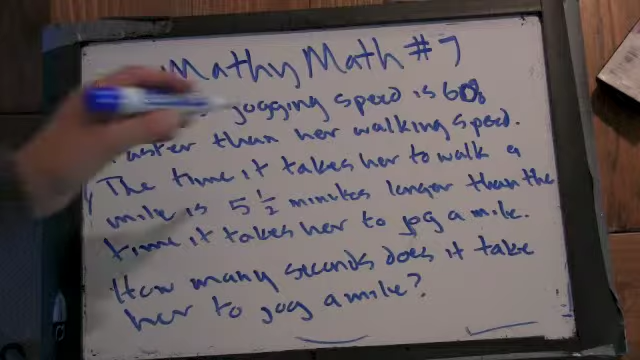 Mathy Math #7
jogging speed is 60%
faster than her walking speed.
The time it takes her to walk a
mile is 5 1/2 minutes longer than the
time it takes her to jog a mile.
How many seconds does it take
her to jog a mile?